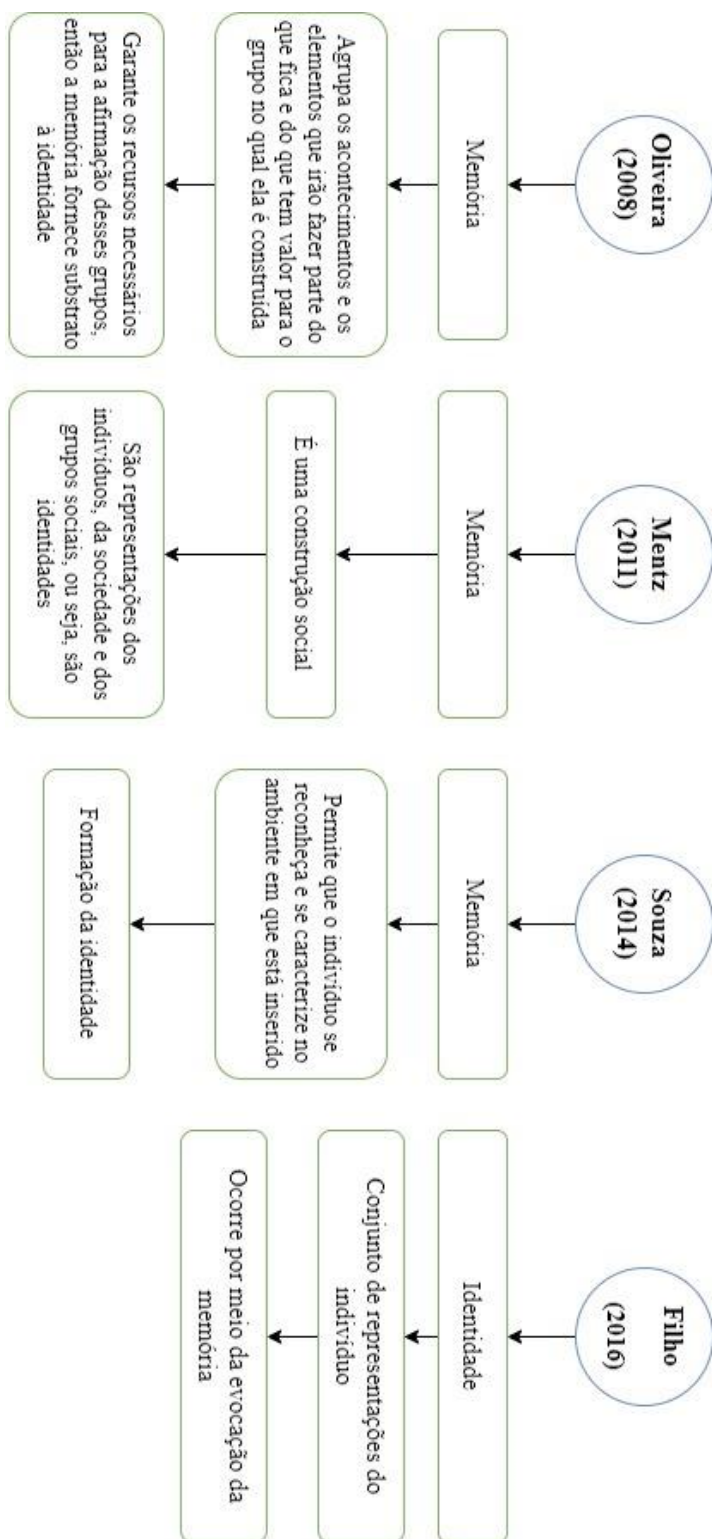 Oliveira
(2008)
Memória
Agrupa os acontecimentos e os
elementos que irão fazer parte do
que fica e do que tem valor para o
grupo no qual ela é construída
Garante os recursos necessários
para a afirmação desses grupos,
então a memória fornece substrato
à identidade
Mentz
(2011)
Memória
É uma construção social
São representações dos
indivíduos, da sociedade e dos
grupos sociais, ou seja, são
identidades
Souza
(2014)
Memória
Permite que o indivíduo se
reconheça e se caracterize no
ambiente em que está inserido
Formação da identidade
Filho
(2016)
Identidade
Conjunto de representações do
indivíduo
Ocorre por meio da evocação da
memória